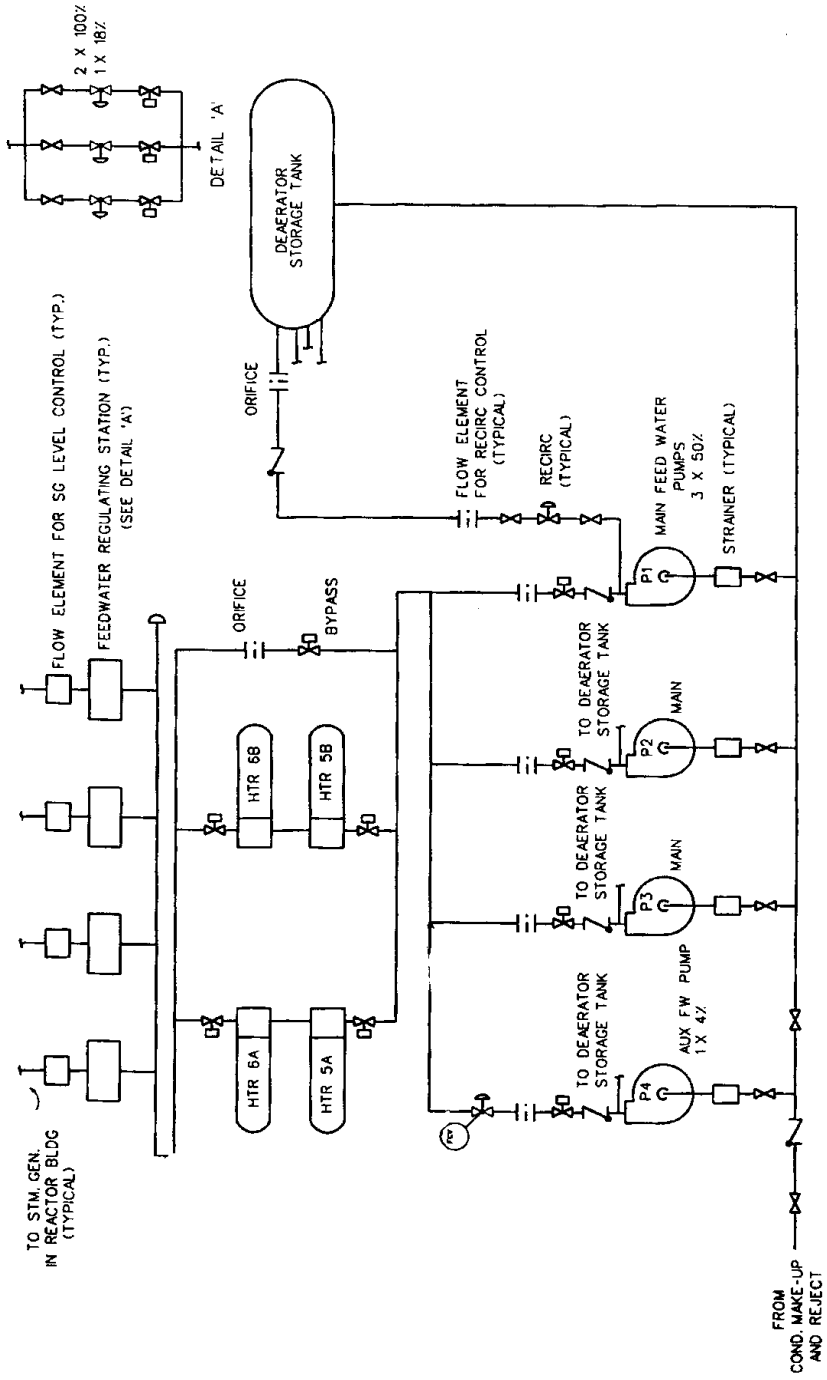 TO STM. GEN.
IN REACTOR BLDG
(TYPICAL)
FLOW ELEMENT FOR SG LEVEL CONTROL (TYP.)
FEEDWATER REGULATING STATION (TYP.)
(SEE DETAIL 'A')
2 X 100%
1 X 18%
DETAIL 'A'
HTR 6A
HTR 5A
HTR 6B
HTR 5B
ORIFICE
BYPASS
ORIFICE
DEAERATOR
STORAGE TANK
FLOW ELEMENT
FOR RECIRC CONTROL
(TYPICAL)
RECIRC
(TYPICAL)
TO DEAERATOR
STORAGE TANK
TO DEAERATOR
STORAGE TANK
TO DEAERATOR
STORAGE TANK
P4
AUX FW PUMP
1 X 4%
P3
MAIN
P2
MAIN
P1
MAIN FEED WATER
PUMPS
3 X 50%
STRAINER (TYPICAL)
FROM
COND. MAKE-UP
AND REJECT